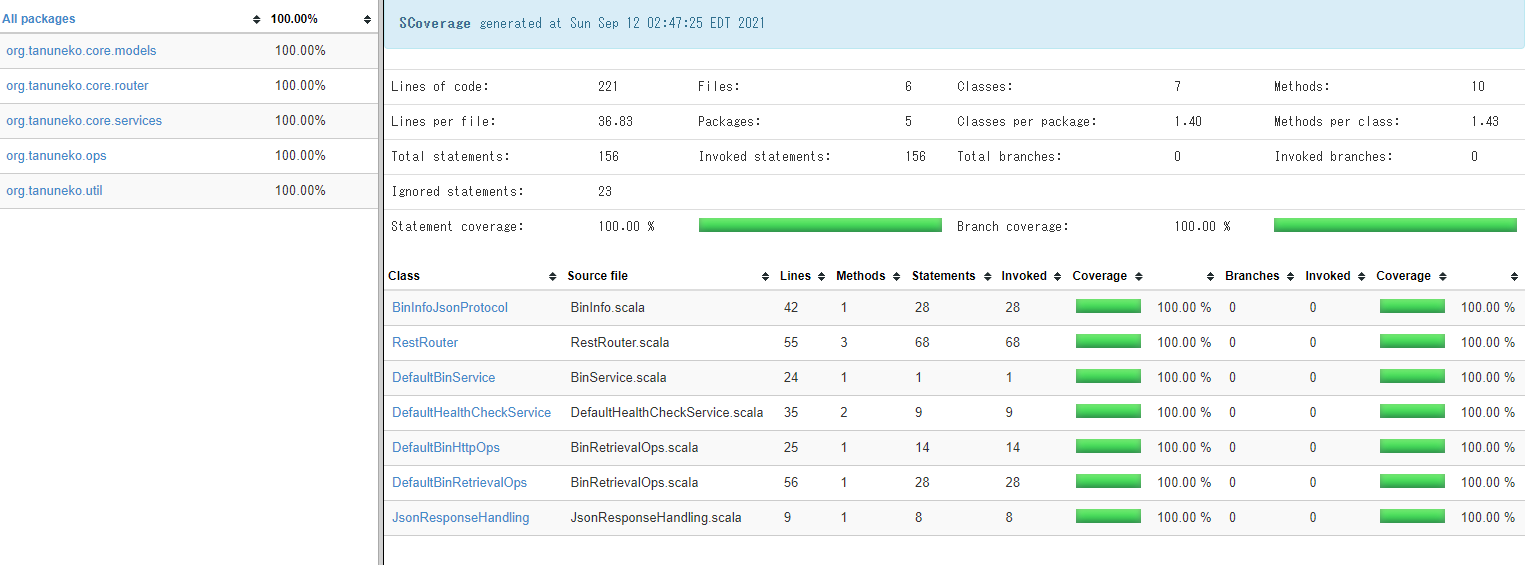 All packages 100.00%
org.tanuneko.core.models 100.00%
org.tanuneko.core.router 100.00%
org.tanuneko.core.services 100.00%
org.tanuneko.ops 100.00%
org.tanuneko.util 100.00%
SCoverage generated at Sun Sep 12 02:47:25 EDT 2021
Lines of code: 221 Files: 6 Classes: 7 Methods: 10
Lines per file: 36.83 Packages: 5 Classes per package: 1.40 Methods per class: 1.43
Total statements: 156 Invoked statements: 156 Total branches: 0 Invoked branches: 0
Ignored statements: 23
Statement coverage: 100.00 % Branch coverage: 100.00 %
Class Source file Lines Methods Statements Invoked Coverage Branches Invoked Coverage
BinInfoJsonProtocol BinInfo.scala 42 1 28 28 100.00 % 0 0 100.00 %
RestRouter RestRouter.scala 55 3 68 68 100.00 % 0 0 100.00 %
DefaultBinService BinService.scala 24 1 1 1 100.00 % 0 0 100.00 %
DefaultHealthCheckService DefaultHealthCheckService.scala 35 2 9 9 100.00 % 0 0 100.00 %
DefaultBinHttpOps BinRetrievalOps.scala 25 1 14 14 100.00 % 0 0 100.00 %
DefaultBinRetrievalOps BinRetrievalOps.scala 56 1 28 28 100.00 % 0 0 100.00 %
JsonResponseHandling JsonResponseHandling.scala 9 1 8 8 100.00 % 0 0 100.00 %